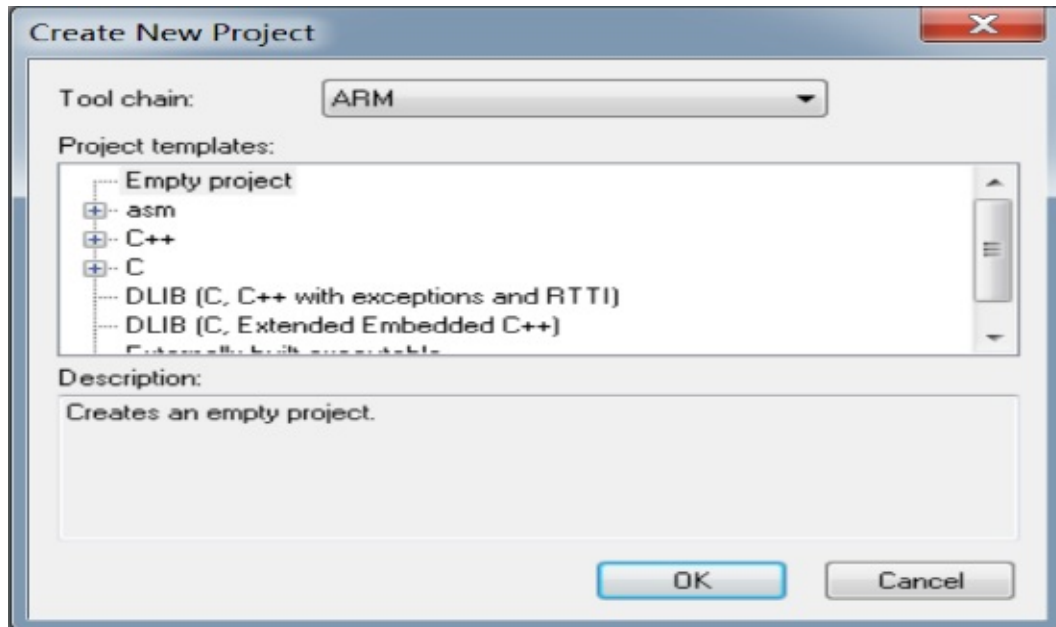 Create New Project
Tool chain: ARM
Project templates:
Empty project
asm
C++
C
DLIB (C, C++ with exceptions and RTTI)
DLIB (C, Extended Embedded C++)
Description:
Creates an empty project.
OK Cancel